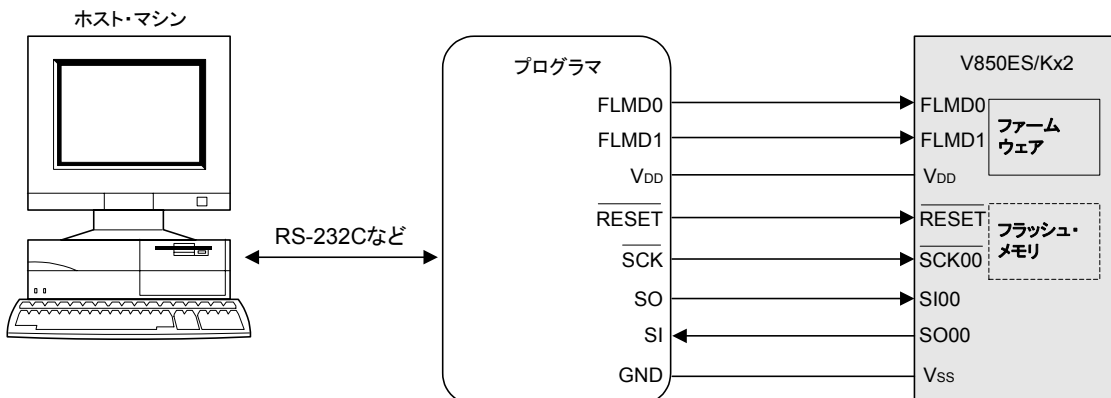 ホスト・マシン
RS-232Cなど
プログラマ
FLMD0
FLMD1
VDD
RESET
SCK
SO
SI
GND
V850ES/Kx2
FLMD0
FLMD1
VDD
RESET
SCK00
SI00
SO00
VSS
ファーム
ウェア
フラッシュ・
メモリ